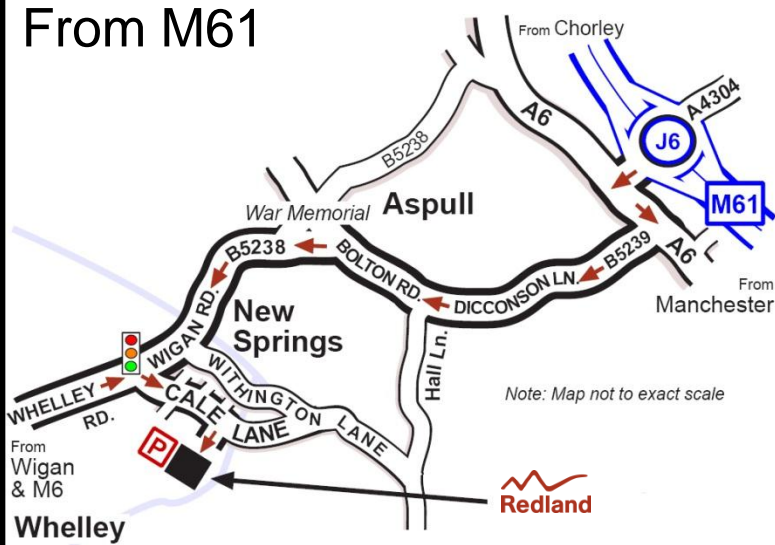 From M61
From Chorley
A4304
A6
J6
B5238
M61
War Memorial
Aspull
B5238
BOLTON RD.
B5239
A6
From
Manchester
DICCONSON LN.
WIGAN RD.
New
Springs
Hall Ln.
WITHINGTON LANE
Note: Map not to exact scale
WHELLEY
RD.
CALE LANE
From
Wigan
& M6
P
Redland
Whelley